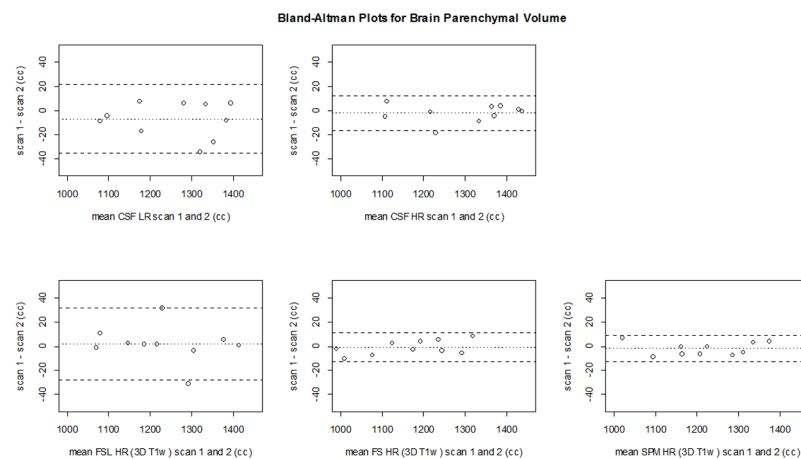 Bland-Altman Plots for Brain Parenchymal Volume
scan 1 - scan 2 (cc)
40
20
0
-20
-40
1000 1100 1200 1300 1400
mean CSF LR scan 1 and 2 (cc)
scan 1 - scan 2 (cc)
40
20
0
-20
-40
1000 1100 1200 1300 1400
mean CSF HR scan 1 and 2 (cc)
scan 1 - scan 2 (cc)
40
20
0
-20
-40
1000 1100 1200 1300 1400
mean FSL HR (3D T1w) scan 1 and 2 (cc)
scan 1 - scan 2 (cc)
40
20
0
-20
-40
1000 1100 1200 1300 1400
mean FS HR (3D T1w) scan 1 and 2 (cc)
scan 1 - scan 2 (cc)
40
20
0
-20
-40
1000 1100 1200 1300 1400
mean SPM HR (3D T1w) scan 1 and 2 (cc)